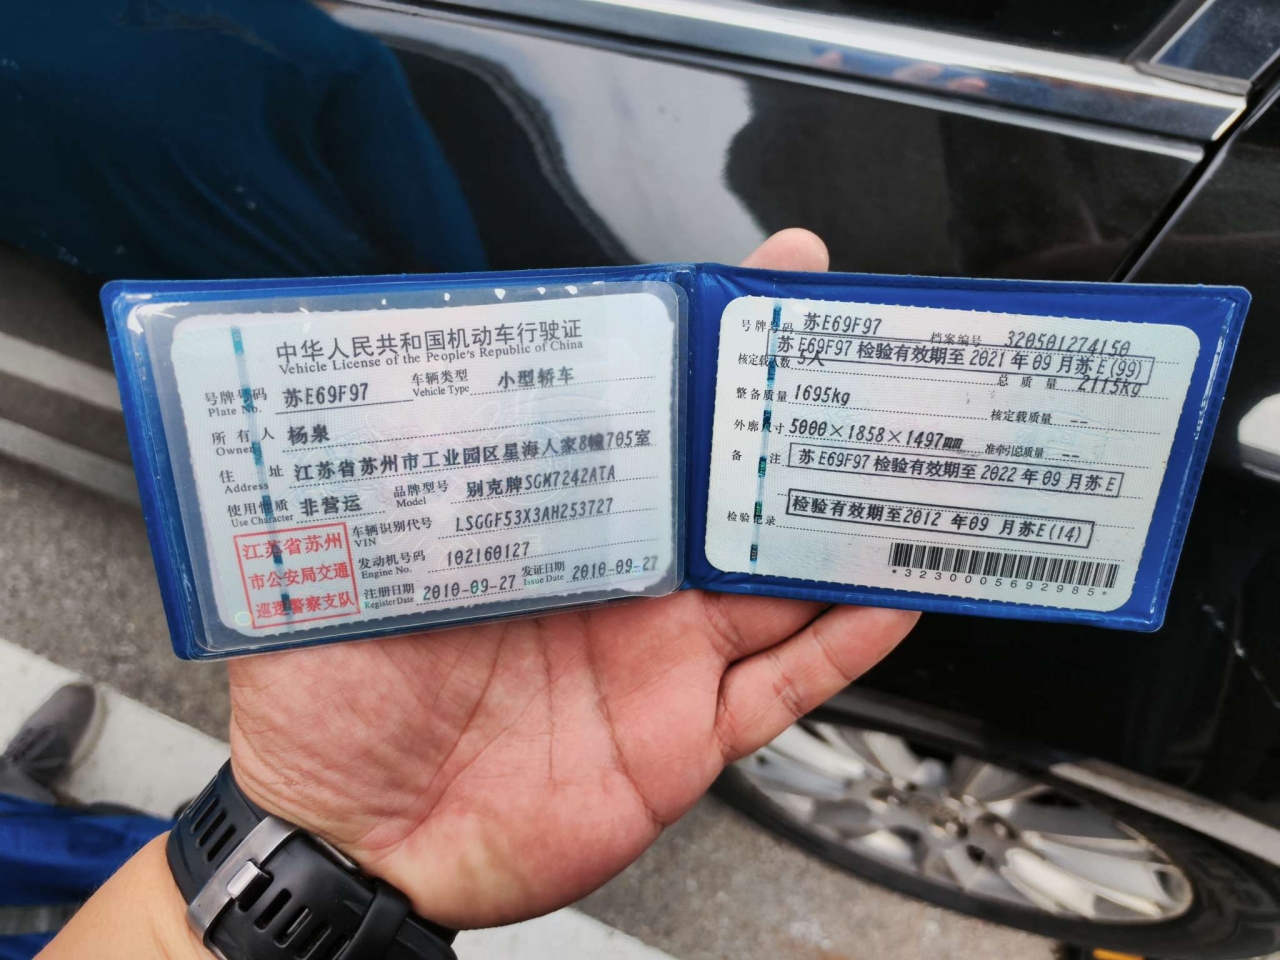 中华人民共和国机动车行驶证
Vehicle License of the People's Republic of China
号牌号码 苏E69F97 车辆类型 小型轿车
Plate No. Vehicle Type
所有人 杨泉
Owner
住址 江苏省苏州市工业园区星海人家8幢705室
Address
使用性质 非营运 品牌型号 别克牌SGM7242ATA
Use Character Model
江苏省苏州
市公安局交通
巡逻警察支队
车辆识别代号 LSGGF53X3AH253727
VIN
发动机号码 102160127
Engine No.
注册日期 2010-09-27 发证日期 2010-09-27
Register Date Issue Date
号牌号码 苏E69F97 档案编号 320501274150
苏E69F97 检验有效期至 2021 年 09 月苏E(99)
核定载人数 5人 总质量 2115kg
整备质量 1695kg 核定载质量 --
外廓尺寸 5000×1858×1497mm 准牵引总质量 --
备注 苏E69F97 检验有效期至 2022 年 09 月苏E
检验有效期至2012 年09 月苏E(14)
检验记录
*3230005692985*